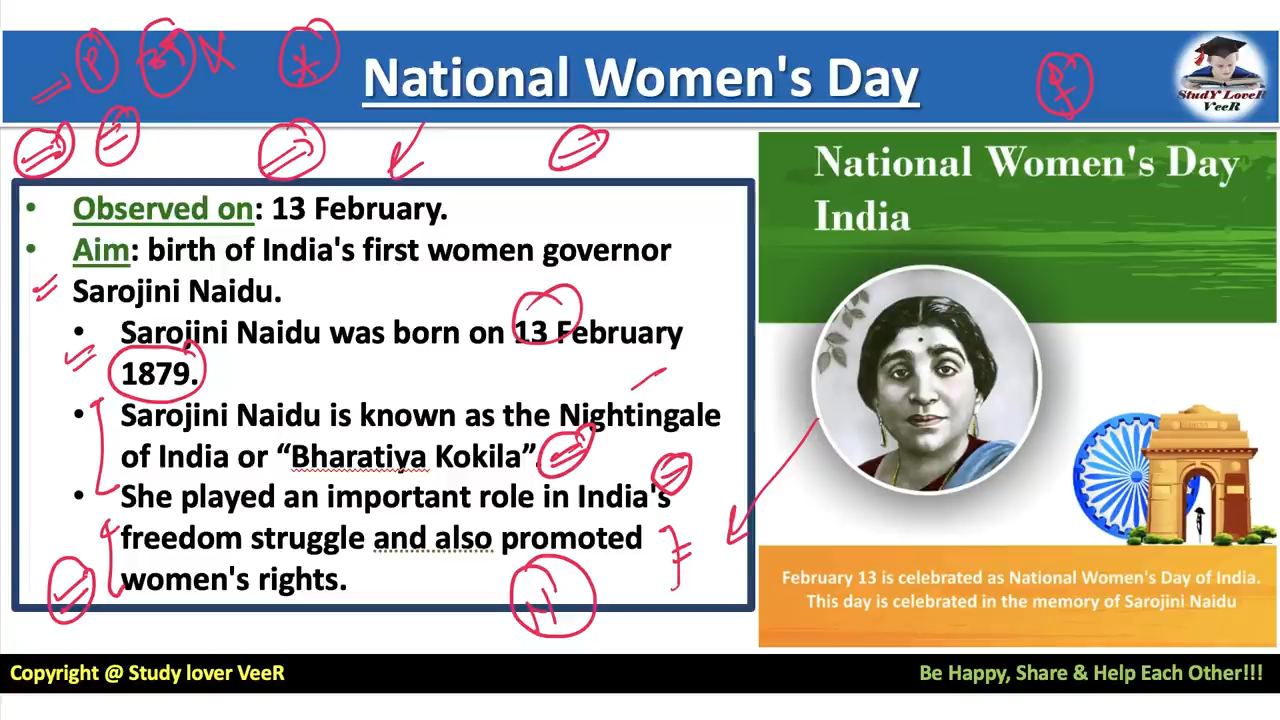 National Women's Day
StudY LoveR
VeeR
• Observed on: 13 February.
• Aim: birth of India's first women governor
Sarojini Naidu.
• Sarojini Naidu was born on 13 February
1879.
• Sarojini Naidu is known as the Nightingale
of India or “Bharatiya Kokila”.
• She played an important role in India's
freedom struggle and also promoted
women's rights.
National Women's Day
India
February 13 is celebrated as National Women's Day of India.
This day is celebrated in the memory of Sarojini Naidu
Copyright @ Study lover VeeR
Be Happy, Share & Help Each Other!!!